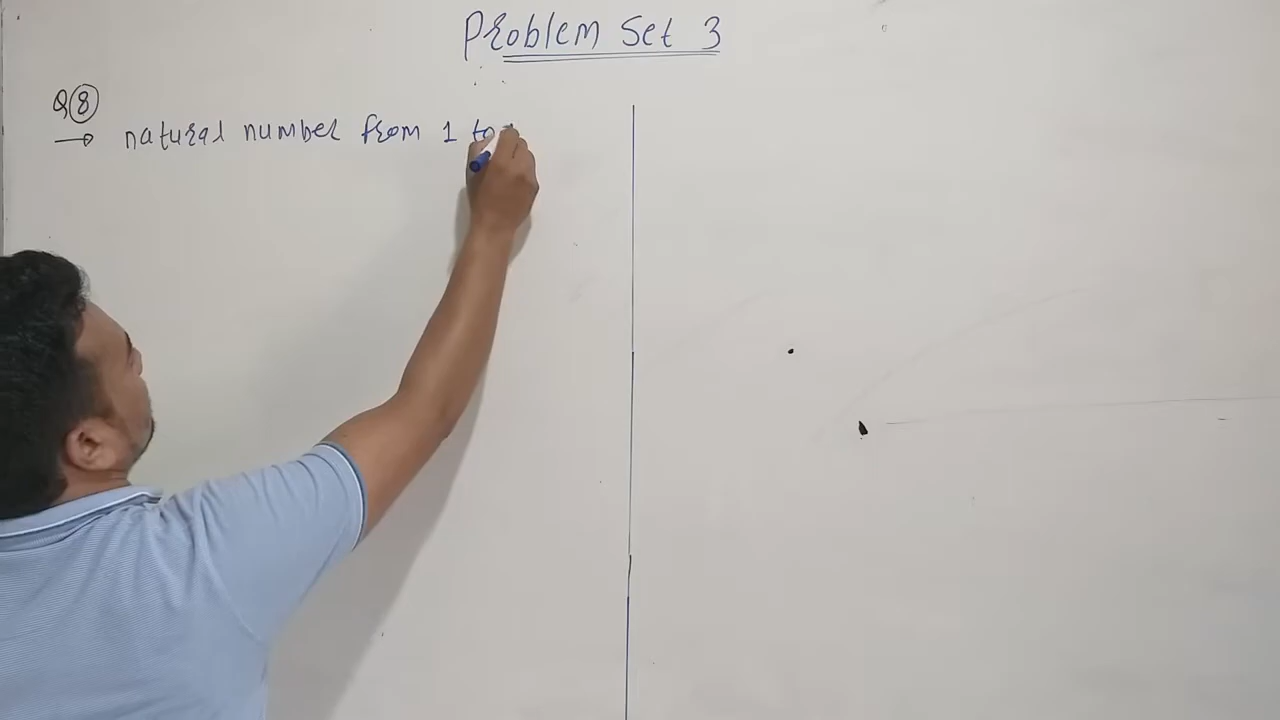 Problem Set 3
Q 8
→ natural number from 1 to